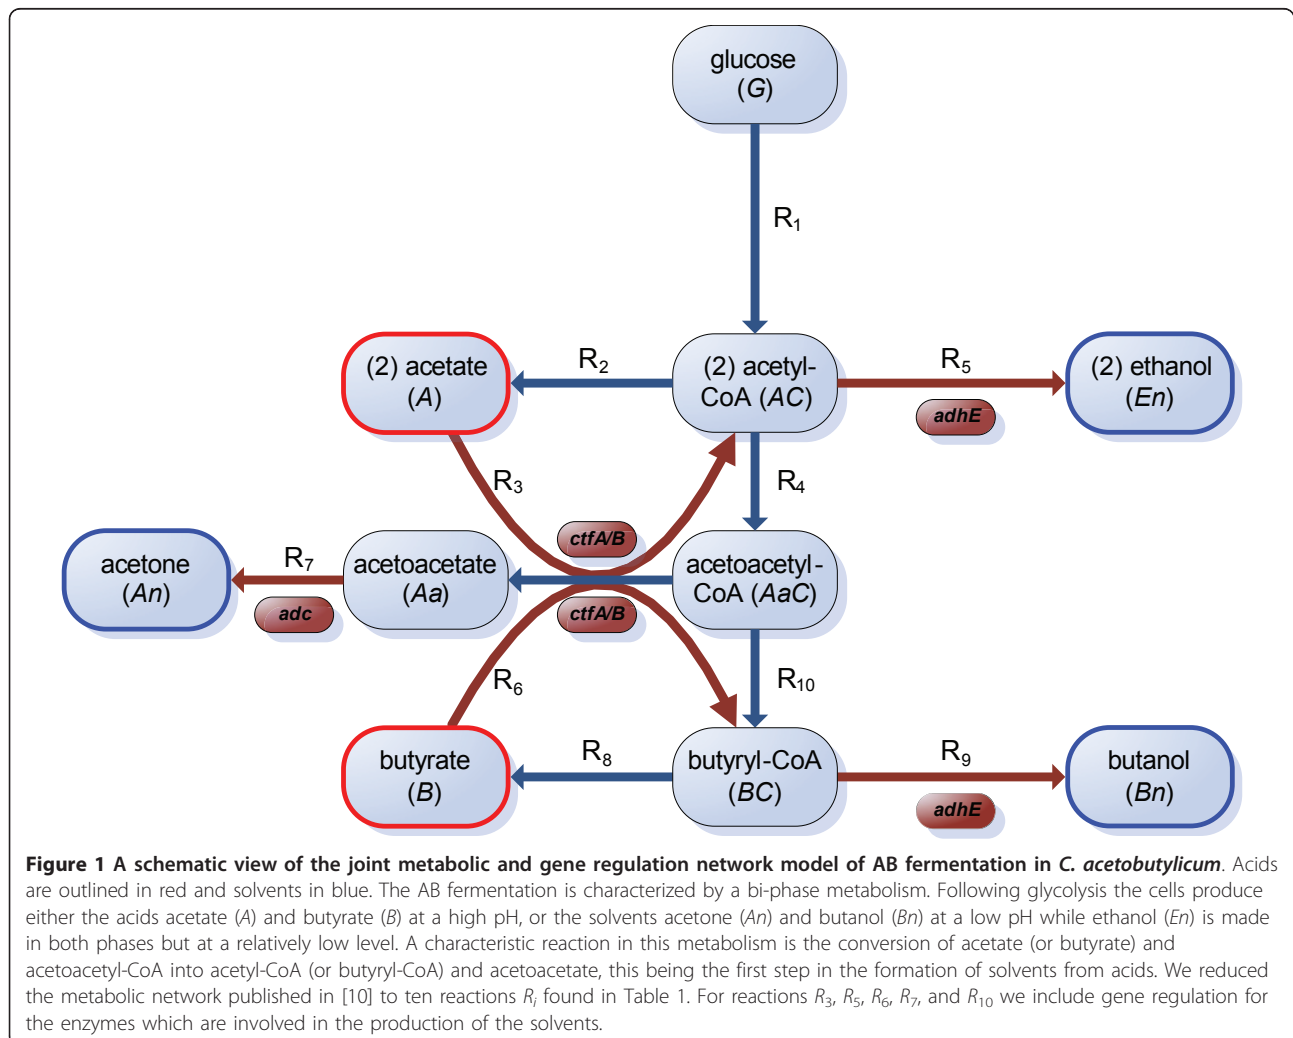 glucose
(G)
R1
(2) acetate
(A)
R2
(2) acetyl-
CoA (AC)
R5
adhE
(2) ethanol
(En)
R3
R4
ctfA/B
acetone
(An)
R7
adc
acetoacetate
(Aa)
acetoacetyl-
CoA (AaC)
ctfA/B
R6
R10
butyrate
(B)
R8
butyryl-CoA
(BC)
R9
adhE
butanol
(Bn)
Figure 1 A schematic view of the joint metabolic and gene regulation network model of AB fermentation in C. acetobutylicum. Acids
are outlined in red and solvents in blue. The AB fermentation is characterized by a bi-phase metabolism. Following glycolysis the cells produce
either the acids acetate (A) and butyrate (B) at a high pH, or the solvents acetone (An) and butanol (Bn) at a low pH while ethanol (En) is made
in both phases but at a relatively low level. A characteristic reaction in this metabolism is the conversion of acetate (or butyrate) and
acetoacetyl-CoA into acetyl-CoA (or butyryl-CoA) and acetoacetate, this being the first step in the formation of solvents from acids. We reduced
the metabolic network published in [10] to ten reactions Ri found in Table 1. For reactions R3, R5, R6, R7, and R10 we include gene regulation for
the enzymes which are involved in the production of the solvents.